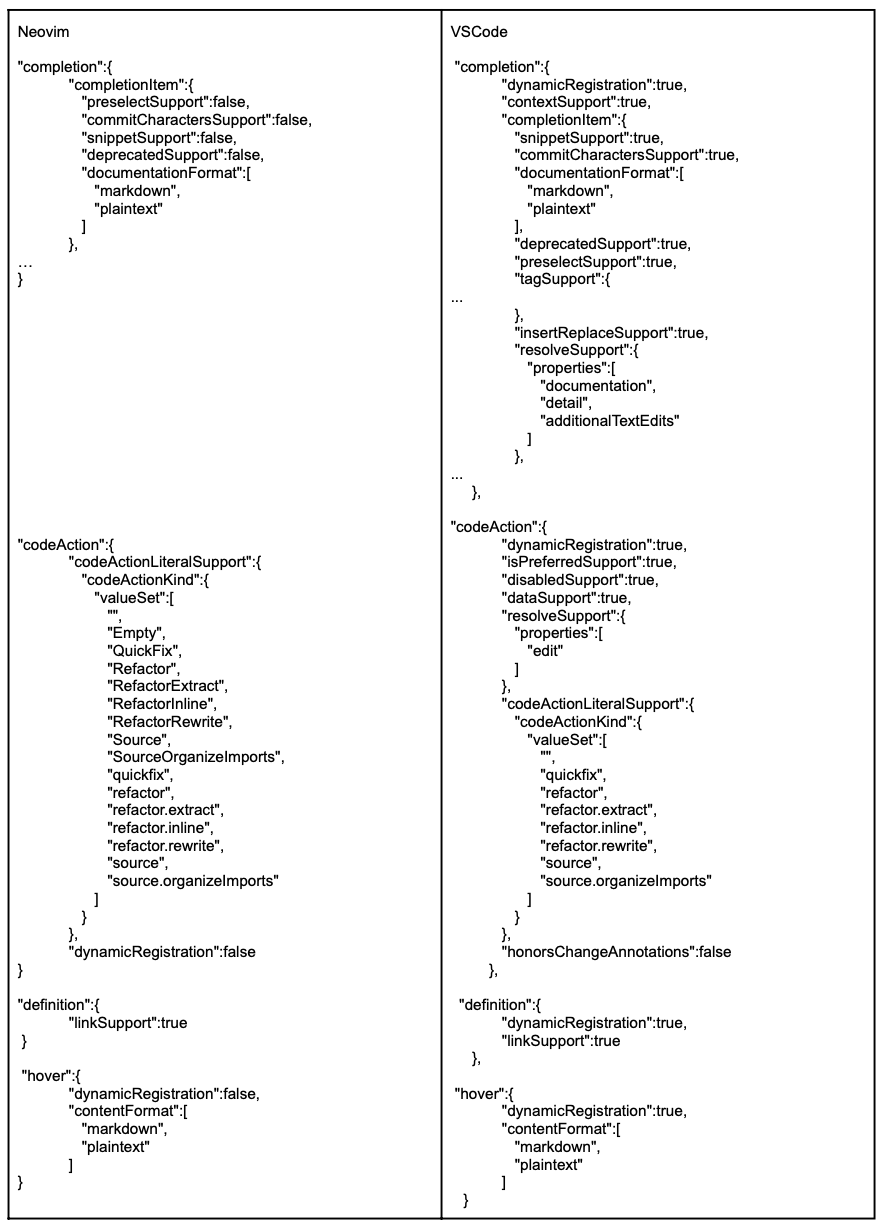 Neovim
"completion":{
"completionItem":{
"preselectSupport":false,
"commitCharactersSupport":false,
"snippetSupport":false,
"deprecatedSupport":false,
"documentationFormat":[
"markdown",
"plaintext"
]
},
...
}
"codeAction":{
"codeActionLiteralSupport":{
"codeActionKind":{
"valueSet":[
"",
"Empty",
"QuickFix",
"Refactor",
"RefactorExtract",
"RefactorInline",
"RefactorRewrite",
"Source",
"SourceOrganizeImports",
"quickfix",
"refactor",
"refactor.extract",
"refactor.inline",
"refactor.rewrite",
"source",
"source.organizeImports"
]
}
},
"dynamicRegistration":false
}
"definition":{
"linkSupport":true
}
"hover":{
"dynamicRegistration":false,
"contentFormat":[
"markdown",
"plaintext"
]
}
VSCode
"completion":{
"dynamicRegistration":true,
"contextSupport":true,
"completionItem":{
"snippetSupport":true,
"commitCharactersSupport":true,
"documentationFormat":[
"markdown",
"plaintext"
],
"deprecatedSupport":true,
"preselectSupport":true,
"tagSupport":{
...
},
"insertReplaceSupport":true,
"resolveSupport":{
"properties":[
"documentation",
"detail",
"additionalTextEdits"
]
},
...
},
"codeAction":{
"dynamicRegistration":true,
"isPreferredSupport":true,
"disabledSupport":true,
"dataSupport":true,
"resolveSupport":{
"properties":[
"edit"
]
},
"codeActionLiteralSupport":{
"codeActionKind":{
"valueSet":[
"",
"quickfix",
"refactor",
"refactor.extract",
"refactor.inline",
"refactor.rewrite",
"source",
"source.organizeImports"
]
}
},
"honorsChangeAnnotations":false
},
"definition":{
"dynamicRegistration":true,
"linkSupport":true
},
"hover":{
"dynamicRegistration":true,
"contentFormat":[
"markdown",
"plaintext"
]
}